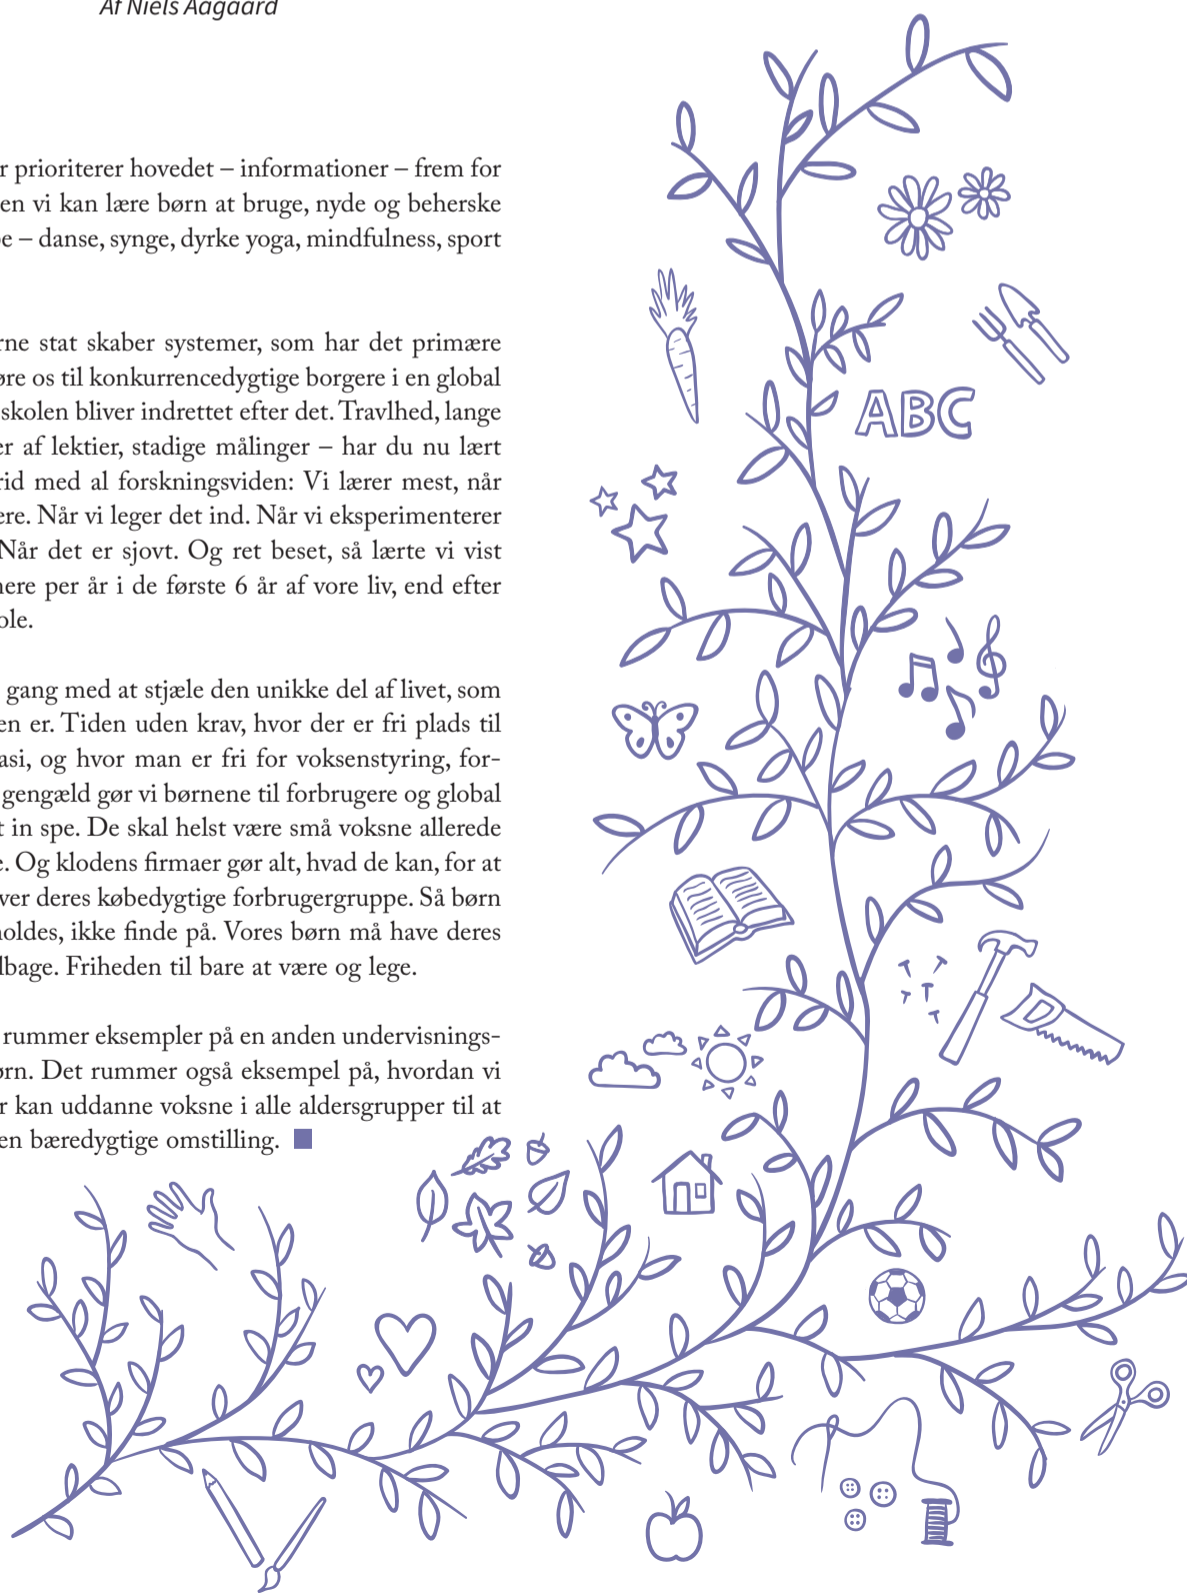 Af Niels Aagaard
r prioriterer hovedet – informationer – frem for
en vi kan lære børn at bruge, nyde og beherske
e – danse, synge, dyrke yoga, mindfulness, sport
rne stat skaber systemer, som har det primære
øre os til konkurrencedygtige borgere i en global
skolen bliver indrettet efter det. Travlhed, lange
er af lektier, stadige målinger – har du nu lært
rid med al forskningsviden: Vi lærer mest, når
ere. Når vi leger det ind. Når vi eksperimenterer
Når det er sjovt. Og ret beset, så lærte vi vist
nere per år i de første 6 år af vore liv, end efter
ole.
gang med at stjæle den unikke del af livet, som
en er. Tiden uden krav, hvor der er fri plads til
asi, og hvor man er fri for voksenstyring, for-
gengæld gør vi børnene til forbrugere og global
t in spe. De skal helst være små voksne allerede
e. Og klodens firmaer gør alt, hvad de kan, for at
ver deres købedygtige forbrugergruppe. Så børn
holdes, ikke finde på. Vores børn må have deres
lbage. Friheden til bare at være og lege.
rummer eksempler på en anden undervisnings-
ørn. Det rummer også eksempel på, hvordan vi
r kan uddanne voksne i alle aldersgrupper til at
en bæredygtige omstilling.
ABC